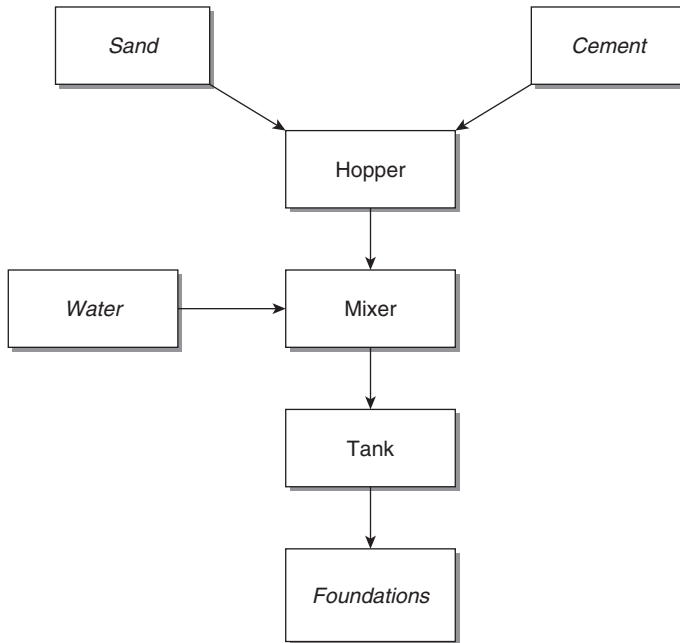 Sand
Cement
Hopper
Water
Mixer
Tank
Foundations